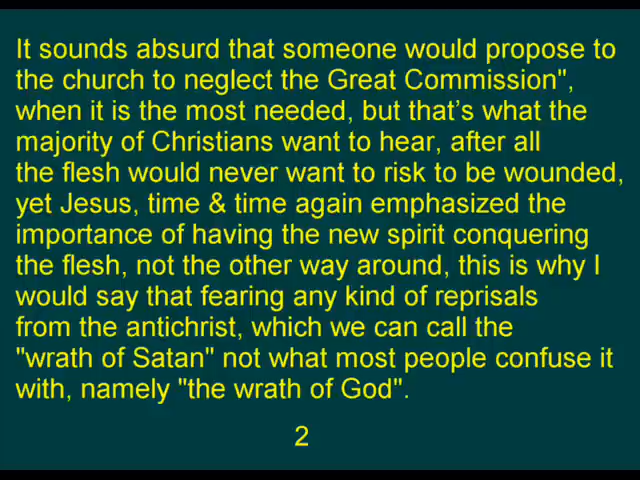 It sounds absurd that someone would propose to
the church to neglect the Great Commission",
when it is the most needed, but that's what the
majority of Christians want to hear, after all
the flesh would never want to risk to be wounded,
yet Jesus, time & time again emphasized the
importance of having the new spirit conquering
the flesh, not the other way around, this is why I
would say that fearing any kind of reprisals
from the antichrist, which we can call the
"wrath of Satan" not what most people confuse it
with, namely "the wrath of God".
2